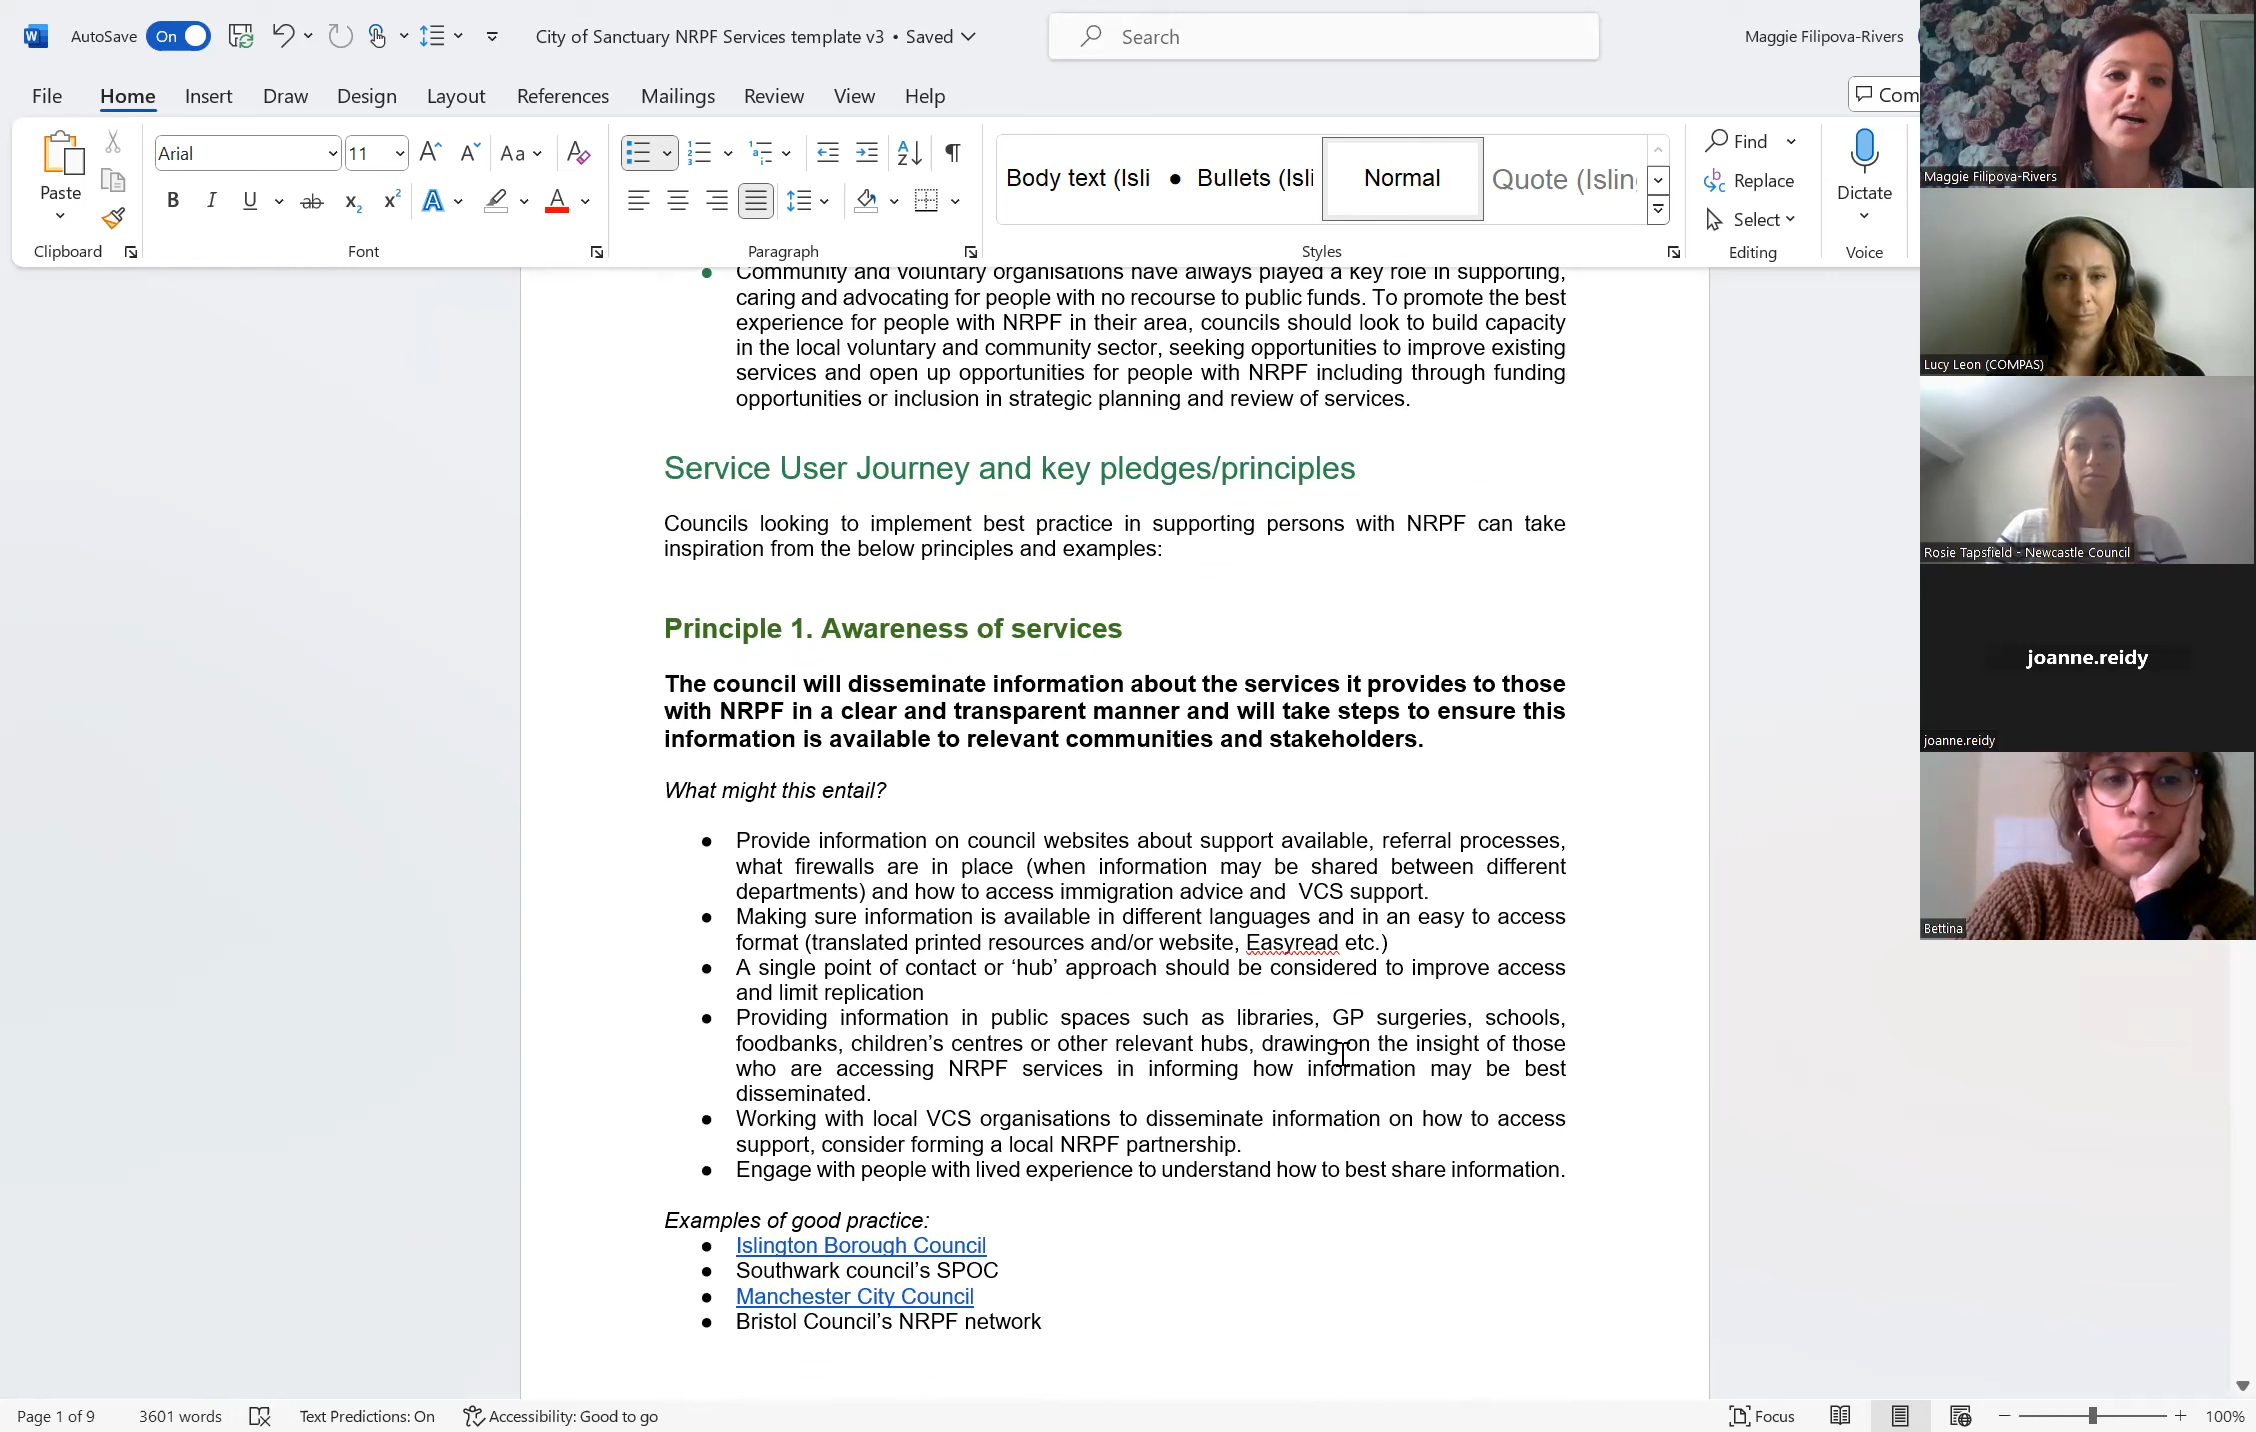 AutoSave On
City of Sanctuary NRPF Services template v3 • Saved
Search
Maggie Filipova-Rivers
File Home Insert Draw Design Layout References Mailings Review View Help
Com
Paste
Clipboard
Arial 11
Font
Paragraph
Body text (Isli ● Bullets (Isli Normal Quote (Isling
Styles
Find
Replace
Select
Editing
Dictate
Voice
Community and voluntary organisations have always played a key role in supporting,
caring and advocating for people with no recourse to public funds. To promote the best
experience for people with NRPF in their area, councils should look to build capacity
in the local voluntary and community sector, seeking opportunities to improve existing
services and open up opportunities for people with NRPF including through funding
opportunities or inclusion in strategic planning and review of services.
Service User Journey and key pledges/principles
Councils looking to implement best practice in supporting persons with NRPF can take
inspiration from the below principles and examples:
Principle 1. Awareness of services
The council will disseminate information about the services it provides to those
with NRPF in a clear and transparent manner and will take steps to ensure this
information is available to relevant communities and stakeholders.
What might this entail?
● Provide information on council websites about support available, referral processes,
what firewalls are in place (when information may be shared between different
departments) and how to access immigration advice and  VCS support.
● Making sure information is available in different languages and in an easy to access
format (translated printed resources and/or website, Easyread etc.)
● A single point of contact or ‘hub’ approach should be considered to improve access
and limit replication
● Providing information in public spaces such as libraries, GP surgeries, schools,
foodbanks, children’s centres or other relevant hubs, drawing on the insight of those
who are accessing NRPF services in informing how information may be best
disseminated.
● Working with local VCS organisations to disseminate information on how to access
support, consider forming a local NRPF partnership.
● Engage with people with lived experience to understand how to best share information.
Examples of good practice:
● Islington Borough Council
● Southwark council’s SPOC
● Manchester City Council
● Bristol Council’s NRPF network
Page 1 of 9
3601 words
Text Predictions: On
Accessibility: Good to go
Focus
100%
Maggie Filipova-Rivers
Lucy Leon (COMPAS)
Rosie Tapsfield - Newcastle Council
joanne.reidy
joanne.reidy
Bettina